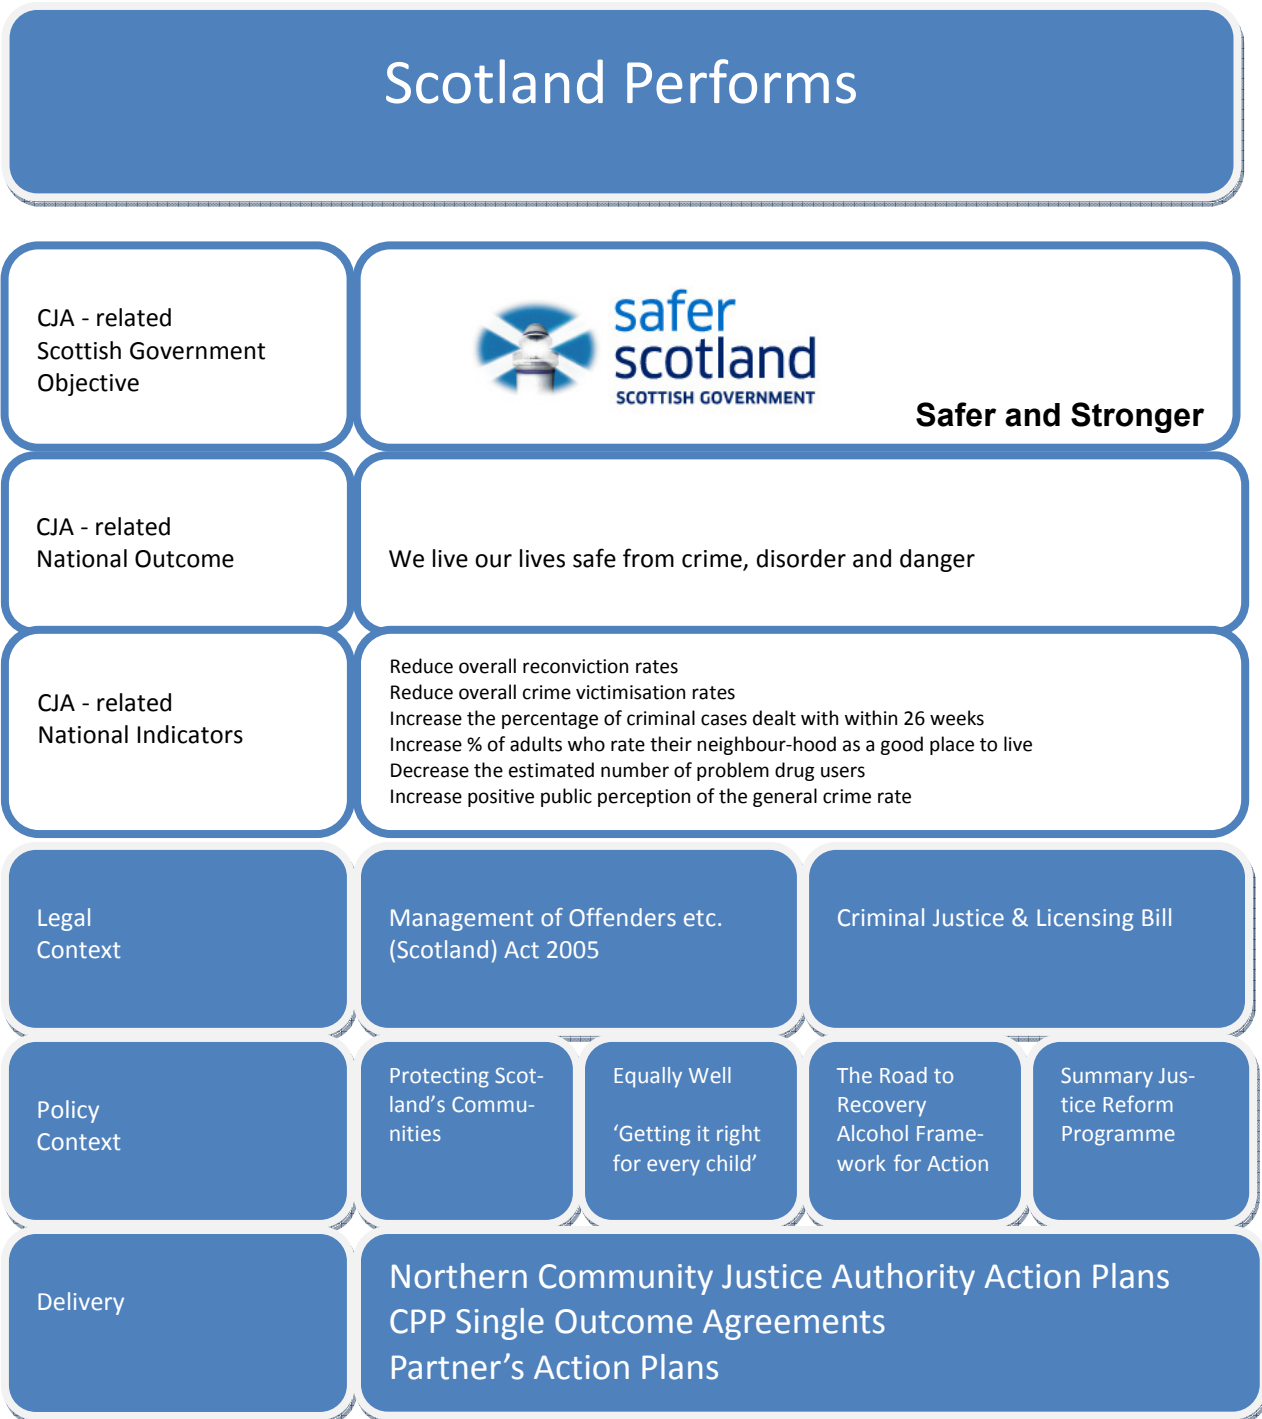 Scotland Performs
CJA - related
Scottish Government
Objective
safer
scotland
SCOTTISH GOVERNMENT
Safer and Stronger
CJA - related
National Outcome
We live our lives safe from crime, disorder and danger
CJA - related
National Indicators
Reduce overall reconviction rates
Reduce overall crime victimisation rates
Increase the percentage of criminal cases dealt with within 26 weeks
Increase % of adults who rate their neighbour-hood as a good place to live
Decrease the estimated number of problem drug users
Increase positive public perception of the general crime rate
Legal
Context
Management of Offenders etc.
(Scotland) Act 2005
Criminal Justice & Licensing Bill
Policy
Context
Protecting Scot-
land’s Commu-
nities
Equally Well
‘Getting it right
for every child’
The Road to
Recovery
Alcohol Frame-
work for Action
Summary Jus-
tice Reform
Programme
Delivery
Northern Community Justice Authority Action Plans
CPP Single Outcome Agreements
Partner’s Action Plans